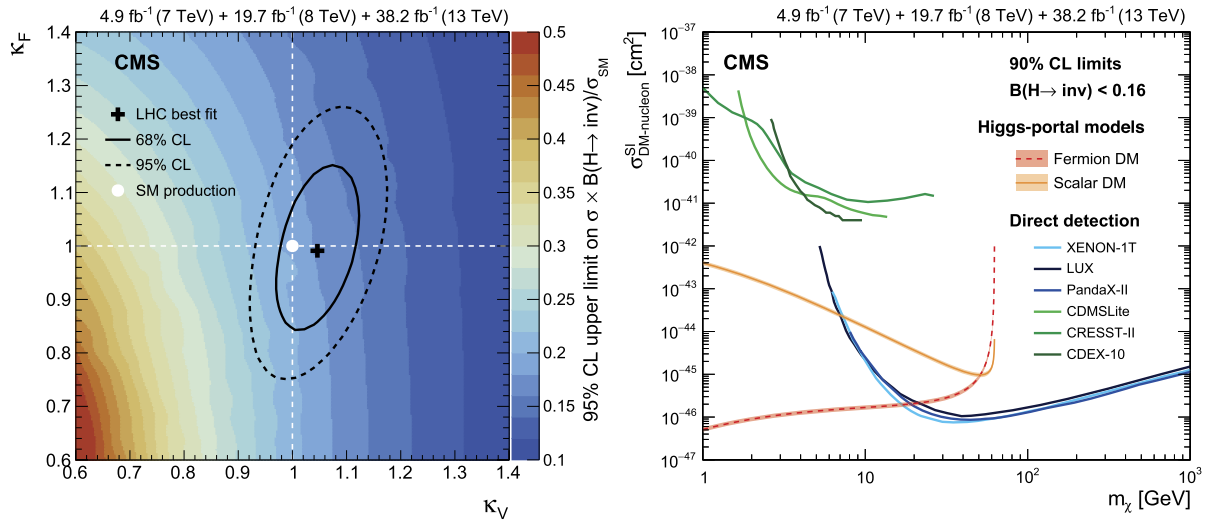 4.9 fb⁻¹ (7 TeV) + 19.7 fb⁻¹ (8 TeV) + 38.2 fb⁻¹ (13 TeV)
κ_F
1.4
1.3
1.2
1.1
1
0.9
0.8
0.7
0.6
CMS
LHC best fit
68% CL
95% CL
SM production
0.6 0.7 0.8 0.9 1 1.1 1.2 1.3 1.4
κ_V
0.5
0.45
0.4
0.35
0.3
0.25
0.2
0.15
0.1
95% CL upper limit on σ × B(H→ inv)/σ_SM
4.9 fb⁻¹ (7 TeV) + 19.7 fb⁻¹ (8 TeV) + 38.2 fb⁻¹ (13 TeV)
σ^SI_DM-nucleon [cm²]
10⁻³⁷
10⁻³⁸
10⁻³⁹
10⁻⁴⁰
10⁻⁴¹
10⁻⁴²
10⁻⁴³
10⁻⁴⁴
10⁻⁴⁵
10⁻⁴⁶
10⁻⁴⁷
CMS
90% CL limits
B(H→ inv) < 0.16
Higgs-portal models
Fermion DM
Scalar DM
Direct detection
XENON-1T
LUX
PandaX-II
CDMSLite
CRESST-II
CDEX-10
1 10 10² 10³
m_χ [GeV]